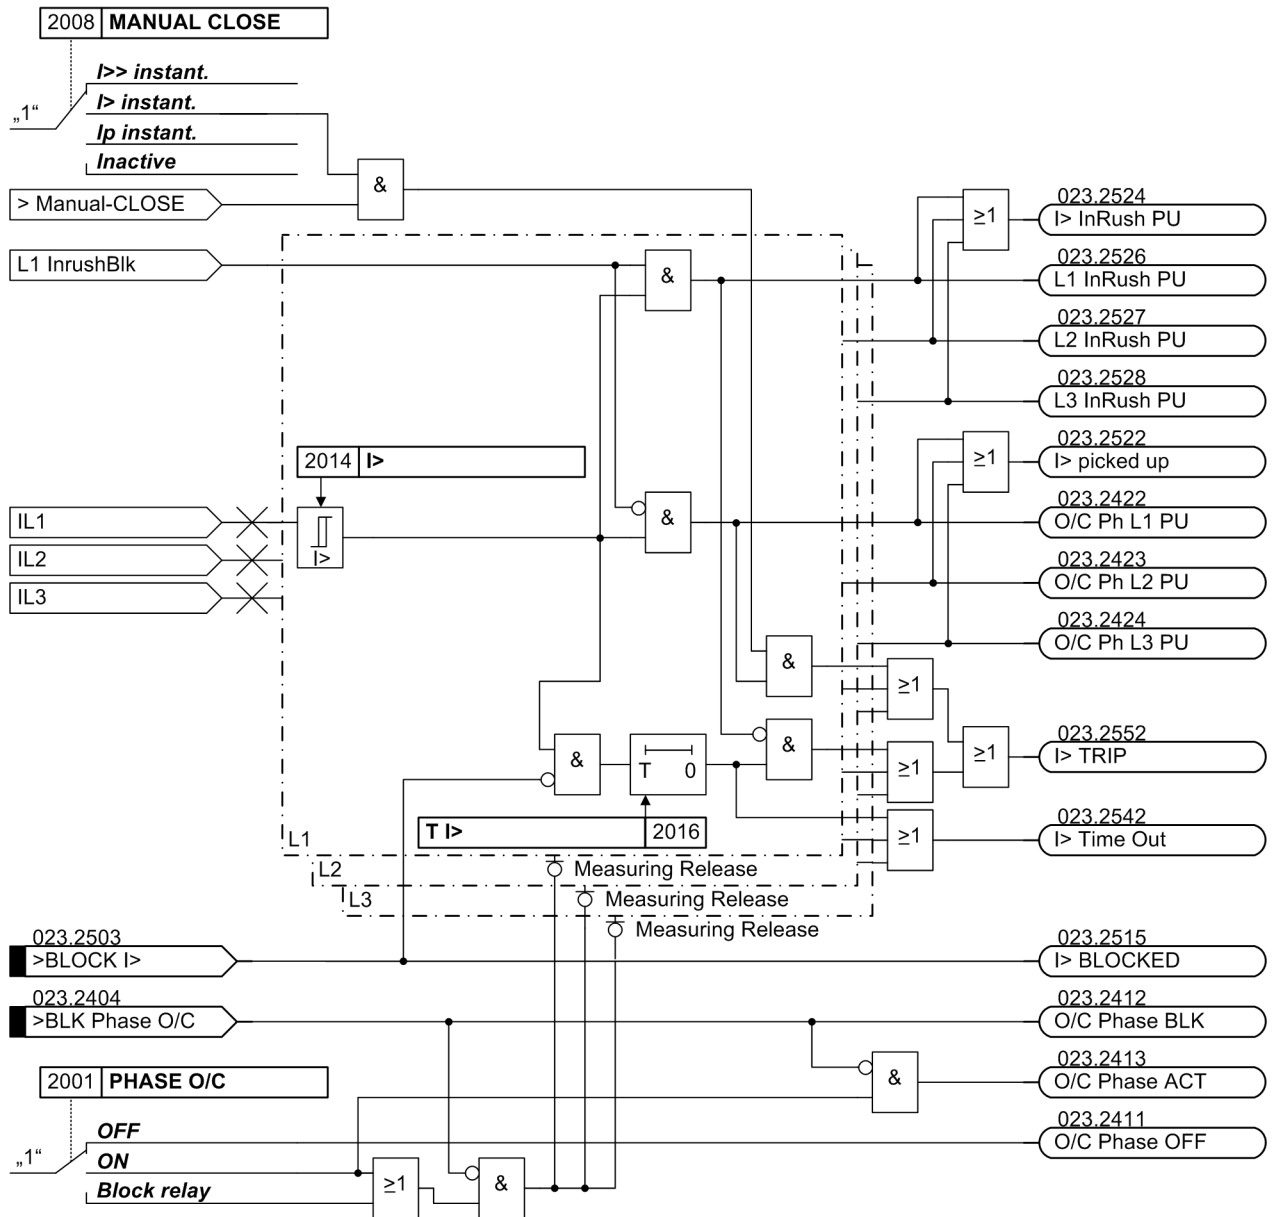 2008 MANUAL CLOSE
I>> instant.
„1“
I> instant.
Ip instant.
Inactive
&
> Manual-CLOSE
≥1
023.2524
I> InRush PU
L1 InrushBlk
&
023.2526
L1 InRush PU
023.2527
L2 InRush PU
023.2528
L3 InRush PU
2014 I>
≥1
023.2522
I> picked up
IL1
I>
&
023.2422
O/C Ph L1 PU
IL2
023.2423
O/C Ph L2 PU
IL3
023.2424
O/C Ph L3 PU
&
≥1
&
T 0
&
≥1
≥1
023.2552
I> TRIP
T I> 2016
≥1
023.2542
I> Time Out
L1
L2
Measuring Release
L3
Measuring Release
Measuring Release
023.2503
>BLOCK I>
023.2515
I> BLOCKED
023.2404
>BLK Phase O/C
023.2412
O/C Phase BLK
2001 PHASE O/C
&
023.2413
O/C Phase ACT
OFF
023.2411
O/C Phase OFF
„1“
ON
Block relay
≥1
&